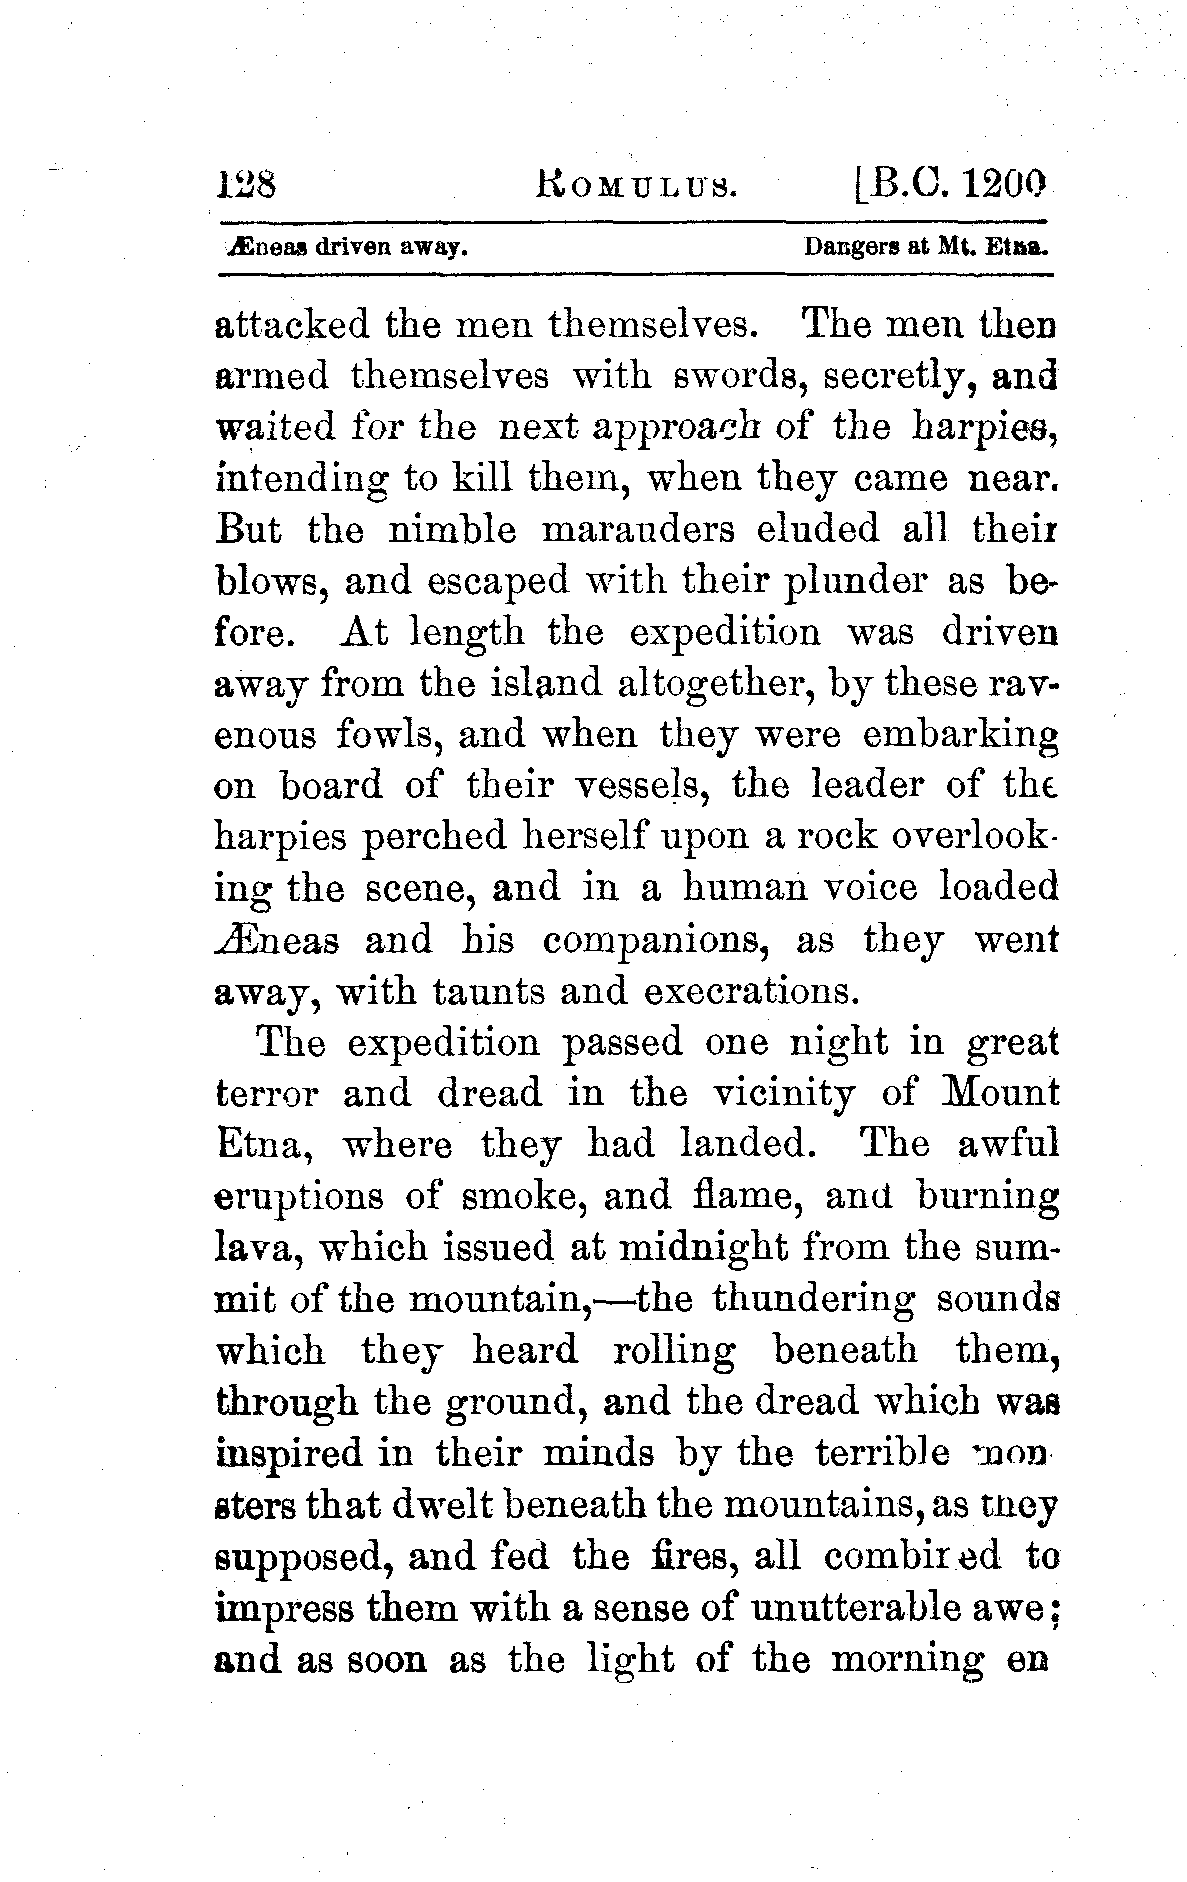 128 ROMULUS. [B.C. 1200
Æneas driven away. Dangers at Mt. Etna.
attacked the men themselves. The men then
armed themselves with swords, secretly, and
waited for the next approach of the harpies,
intending to kill them, when they came near.
But the nimble marauders eluded all their
blows, and escaped with their plunder as be-
fore. At length the expedition was driven
away from the island altogether, by these rav-
enous fowls, and when they were embarking
on board of their vessels, the leader of the
harpies perched herself upon a rock overlook-
ing the scene, and in a human voice loaded
Æneas and his companions, as they went
away, with taunts and execrations.
The expedition passed one night in great
terror and dread in the vicinity of Mount
Etna, where they had landed. The awful
eruptions of smoke, and flame, and burning
lava, which issued at midnight from the sum-
mit of the mountain,—the thundering sounds
which they heard rolling beneath them,
through the ground, and the dread which was
inspired in their minds by the terrible mon-
sters that dwelt beneath the mountains, as they
supposed, and fed the fires, all combined to
impress them with a sense of unutterable awe;
and as soon as the light of the morning en